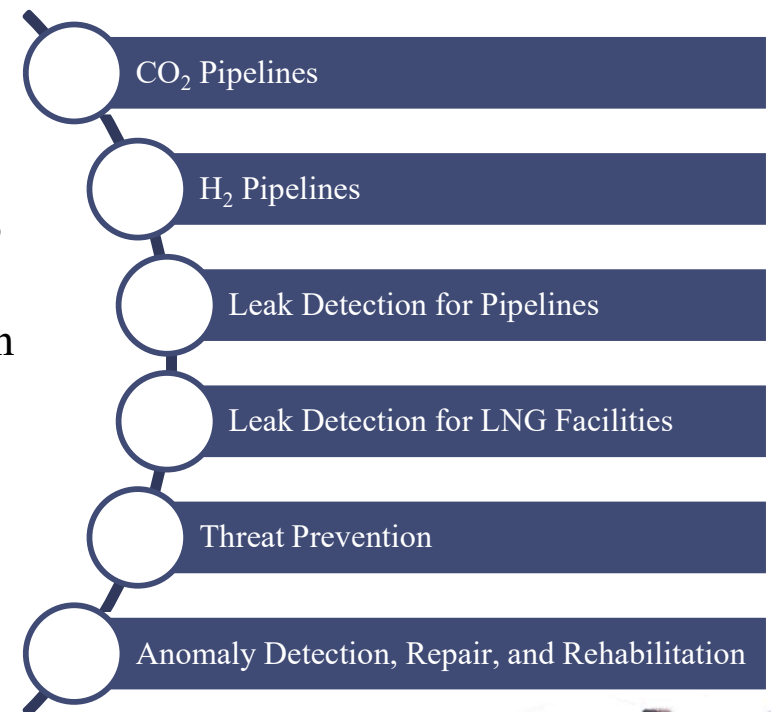 CO₂ Pipelines
H₂ Pipelines
Leak Detection for Pipelines
Leak Detection for LNG Facilities
Threat Prevention
Anomaly Detection, Repair, and Rehabilitation